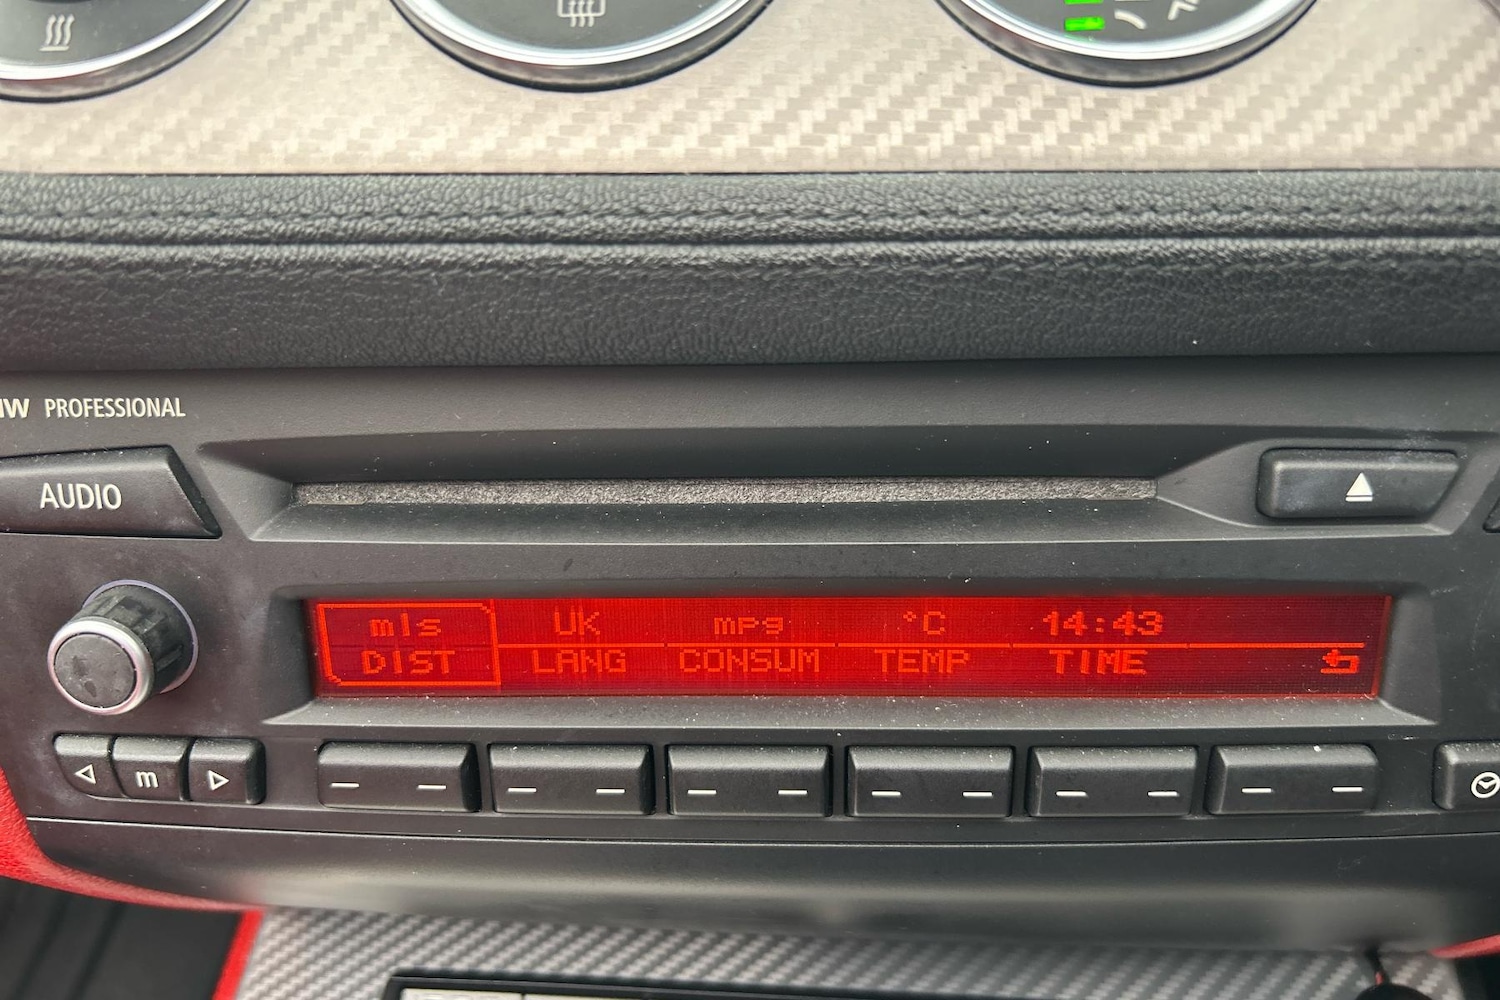 PROFESSIONAL
AUDIO
mls UK mpg °C 14:43
DIST LANG CONSUM TEMP TIME
m